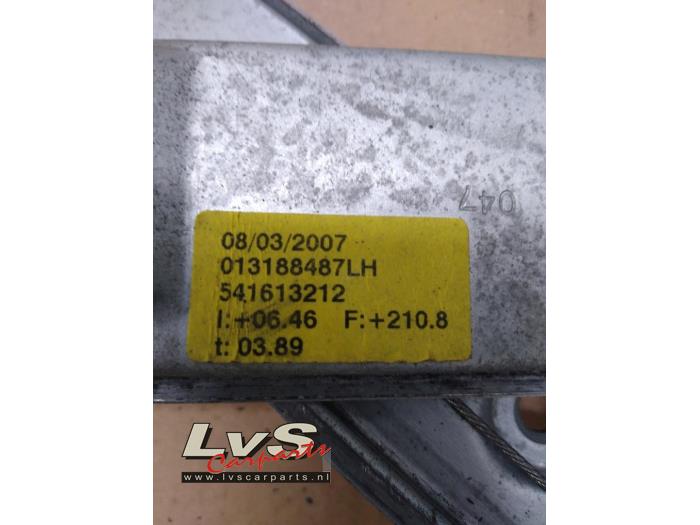 047
08/03/2007
013188487LH
541613212
I:+06.46 F:+210.8
t: 03.89
LvS
Carparts
www.lvscarparts.nl